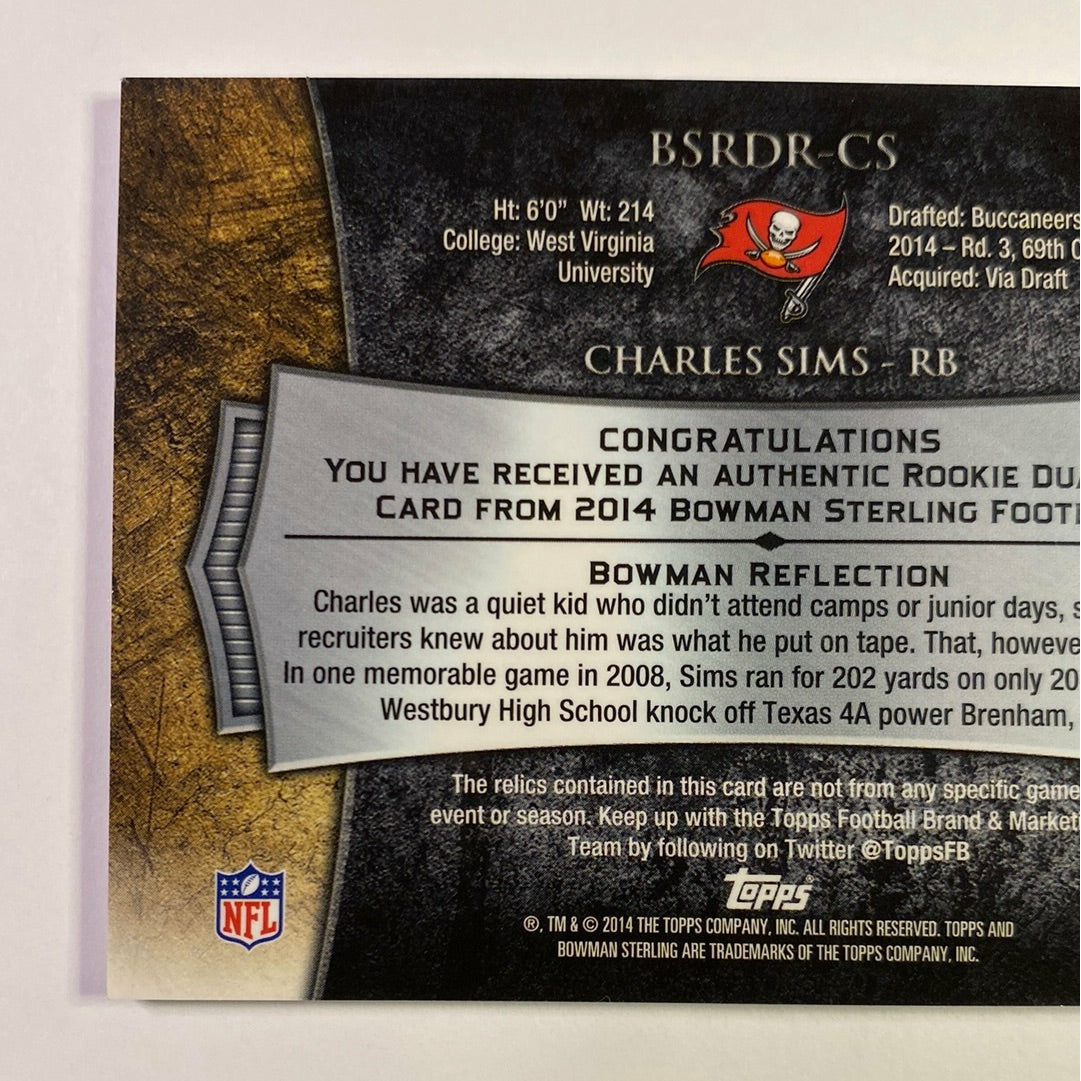 BSRDR-CS
Ht: 6'0" Wt: 214
College: West Virginia
University
Drafted: Buccaneers
2014 – Rd. 3, 69th
Acquired: Via Draft
CHARLES SIMS - RB
CONGRATULATIONS
YOU HAVE RECEIVED AN AUTHENTIC ROOKIE
CARD FROM 2014 BOWMAN STERLING
BOWMAN REFLECTION
Charles was a quiet kid who didn't attend camps or junior days,
recruiters knew about him was what he put on tape. That,
In one memorable game in 2008, Sims ran for 202 yards on only 20
Westbury High School knock off Texas 4A power Brenham,
The relics contained in this card are not from any specific game
event or season. Keep up with the Topps Football Brand &
Team by following on Twitter @ToppsFB
NFL
TOPPS®
®, TM & © 2014 THE TOPPS COMPANY, INC. ALL RIGHTS RESERVED. TOPPS AND
BOWMAN STERLING ARE TRADEMARKS OF THE TOPPS COMPANY, INC.